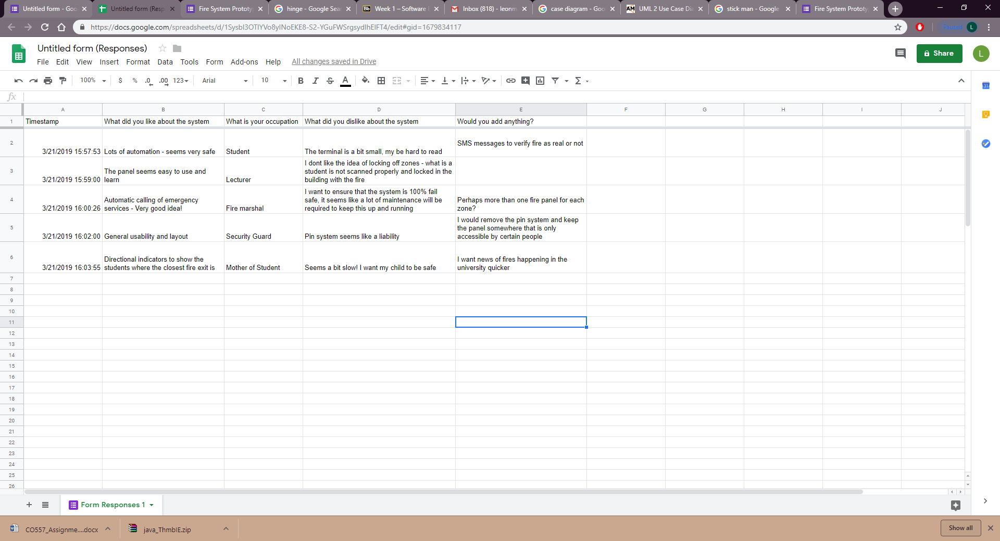 Untitled form - Goo
Untitled form (Resp
Fire System Prototy
hinge - Google Sea
Bb Week 1 – Software
Inbox (818) - leonm
case diagram - Goo
AM UML 2 Use Case Dia
stick man - Google
Fire System Prototy
https://docs.google.com/spreadsheets/d/1SysbI3OTIYVo8yINoEKE8-S2-YGuFWSrgsydIhEIFT4/edit#gid=1679834117
Paused L
Untitled form (Responses)
File Edit View Insert Format Data Tools Form Add-ons Help All changes saved in Drive
Share
L
100% $ % .0 .00 123 Arial 10 B I S A Σ
31
fx
A B C D E F G H I J
1 Timestamp What did you like about the system What is your occupation What did you dislike about the system Would you add anything?
2 3/21/2019 15:57:53 Lots of automation - seems very safe Student The terminal is a bit small, my be hard to read SMS messages to verify fire as real or not
3 3/21/2019 15:59:00 The panel seems easy to use and
learn Lecturer I dont like the idea of locking off zones - what is a
student is not scanned properly and locked in the
building with the fire
4 3/21/2019 16:00:26 Automatic calling of emergency
services - Very good idea! Fire marshal I want to ensure that the system is 100% fail
safe, it seems like a lot of maintenance will be
required to keep this up and running Perhaps more than one fire panel for each
zone?
5 3/21/2019 16:02:00 General usability and layout Security Guard Pin system seems like a liability I would remove the pin system and keep
the panel somewhere that is only
accessible by certain people
6 3/21/2019 16:03:55 Directional indicators to show the
students where the closest fire exit is Mother of Student Seems a bit slow! I want my child to be safe I want news of fires happening in the
university quicker
7
8
9
10
11
12
13
14
15
16
17
18
19
20
21
22
23
24
25
26
Form Responses 1
CO557_Assignme....docx
java_ThmbIE.zip
Show all